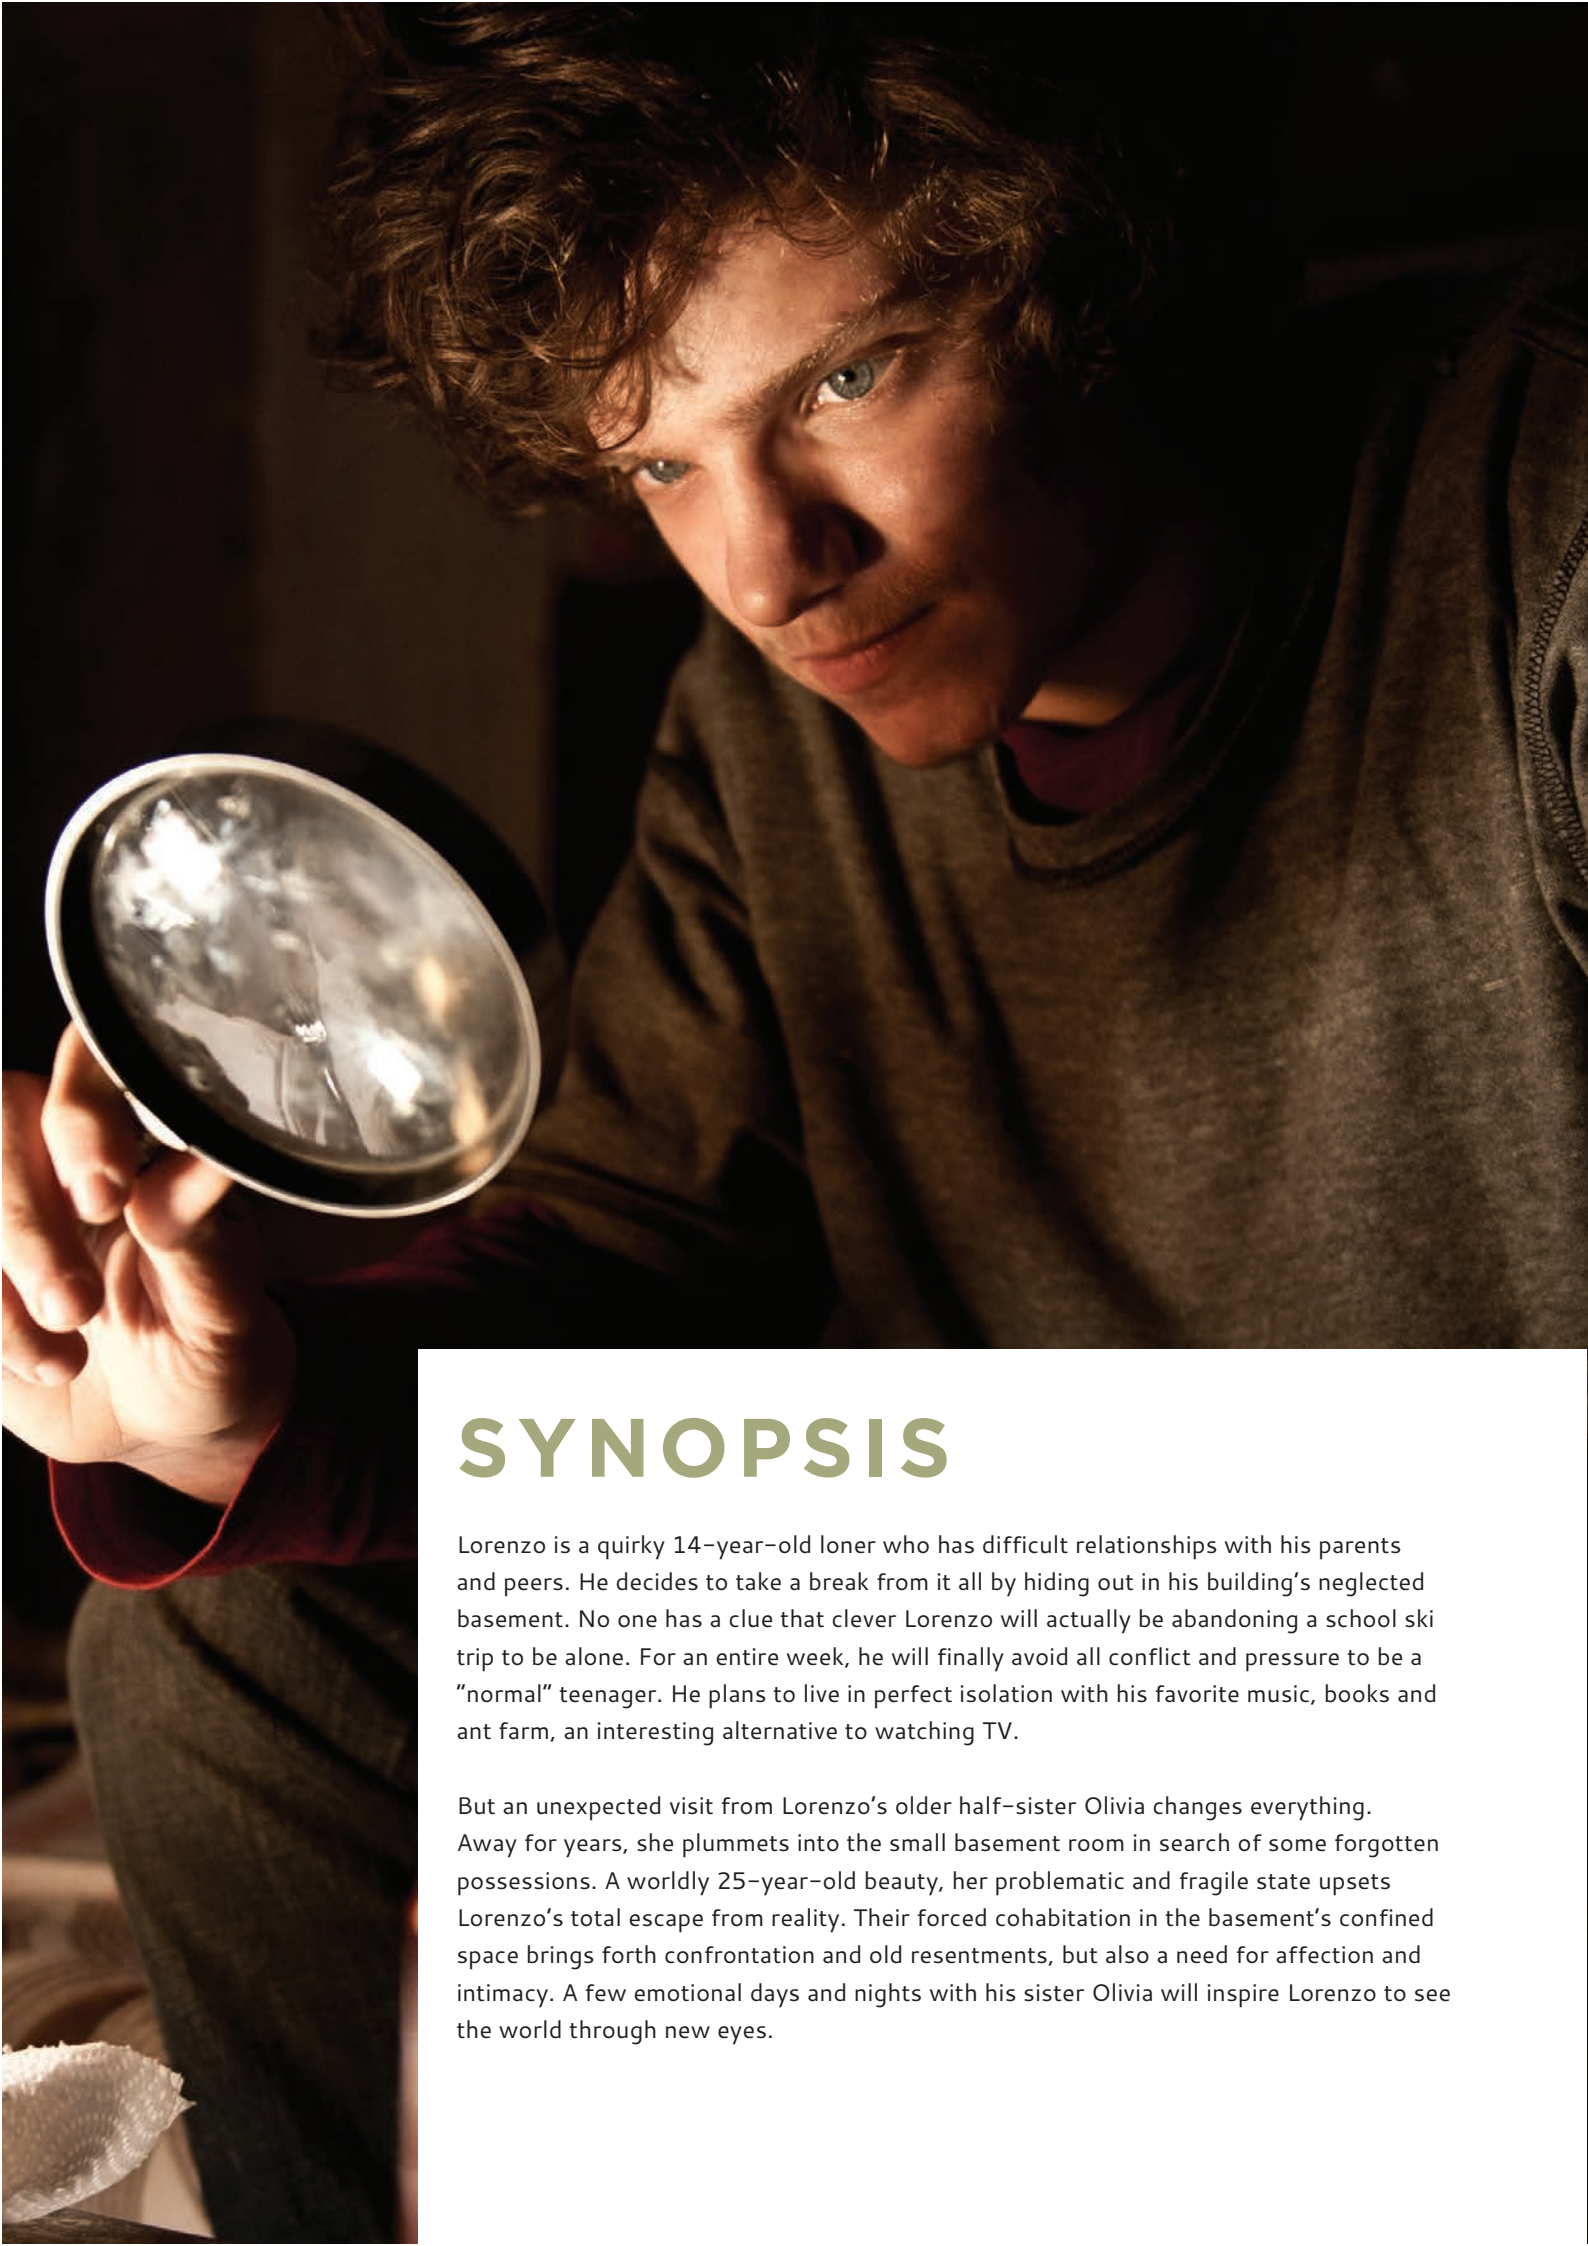 SYNOPSIS
Lorenzo is a quirky 14-year-old loner who has difficult relationships with his parents
and peers. He decides to take a break from it all by hiding out in his building's neglected
basement. No one has a clue that clever Lorenzo will actually be abandoning a school ski
trip to be alone. For an entire week, he will finally avoid all conflict and pressure to be a
"normal" teenager. He plans to live in perfect isolation with his favorite music, books and
ant farm, an interesting alternative to watching TV.
But an unexpected visit from Lorenzo's older half-sister Olivia changes everything.
Away for years, she plummets into the small basement room in search of some forgotten
possessions. A worldly 25-year-old beauty, her problematic and fragile state upsets
Lorenzo's total escape from reality. Their forced cohabitation in the basement's confined
space brings forth confrontation and old resentments, but also a need for affection and
intimacy. A few emotional days and nights with his sister Olivia will inspire Lorenzo to see
the world through new eyes.